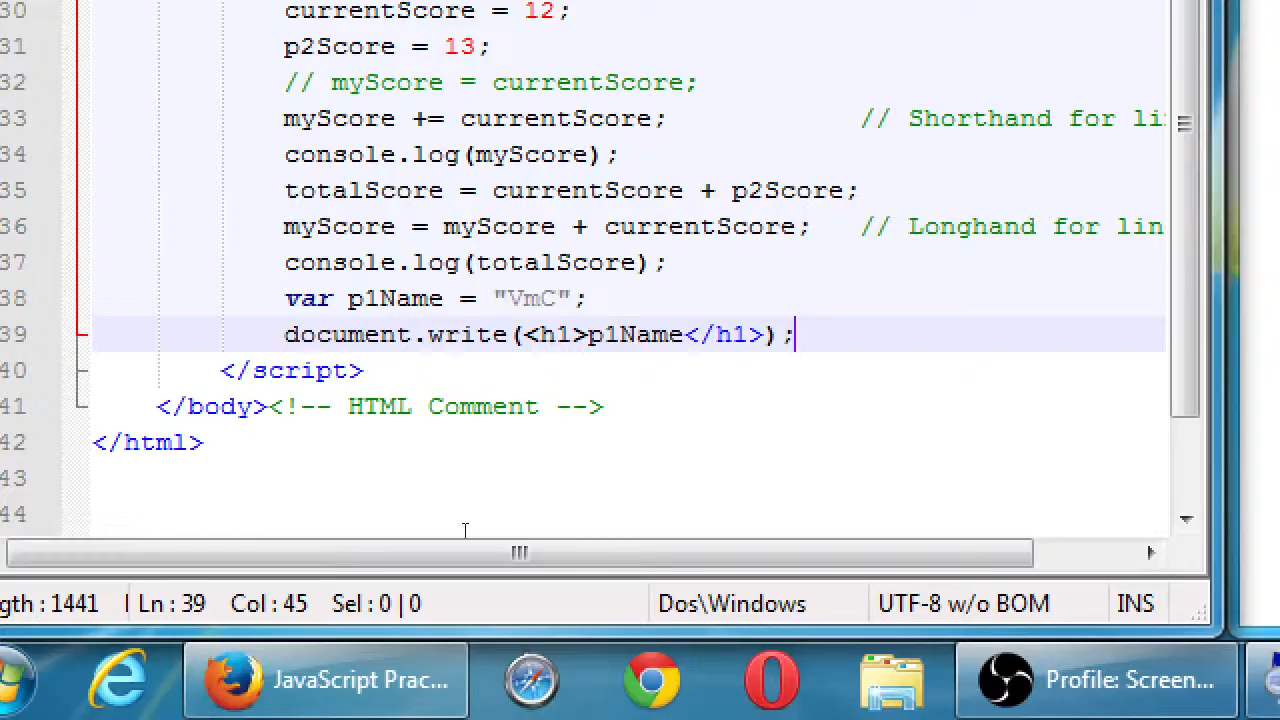 30 currentScore = 12;
31 p2Score = 13;
32 // myScore = currentScore;
33 myScore += currentScore; // Shorthand for li
34 console.log(myScore);
35 totalScore = currentScore + p2Score;
36 myScore = myScore + currentScore; // Longhand for lin
37 console.log(totalScore);
38 var p1Name = "VmC";
39 document.write(<h1>p1Name</h1>);
40 </script>
41 </body><!-- HTML Comment -->
42 </html>
43
44
gth : 1441 Ln : 39 Col : 45 Sel : 0 | 0 Dos\Windows UTF-8 w/o BOM INS
JavaScript Prac... Profile: Screen...